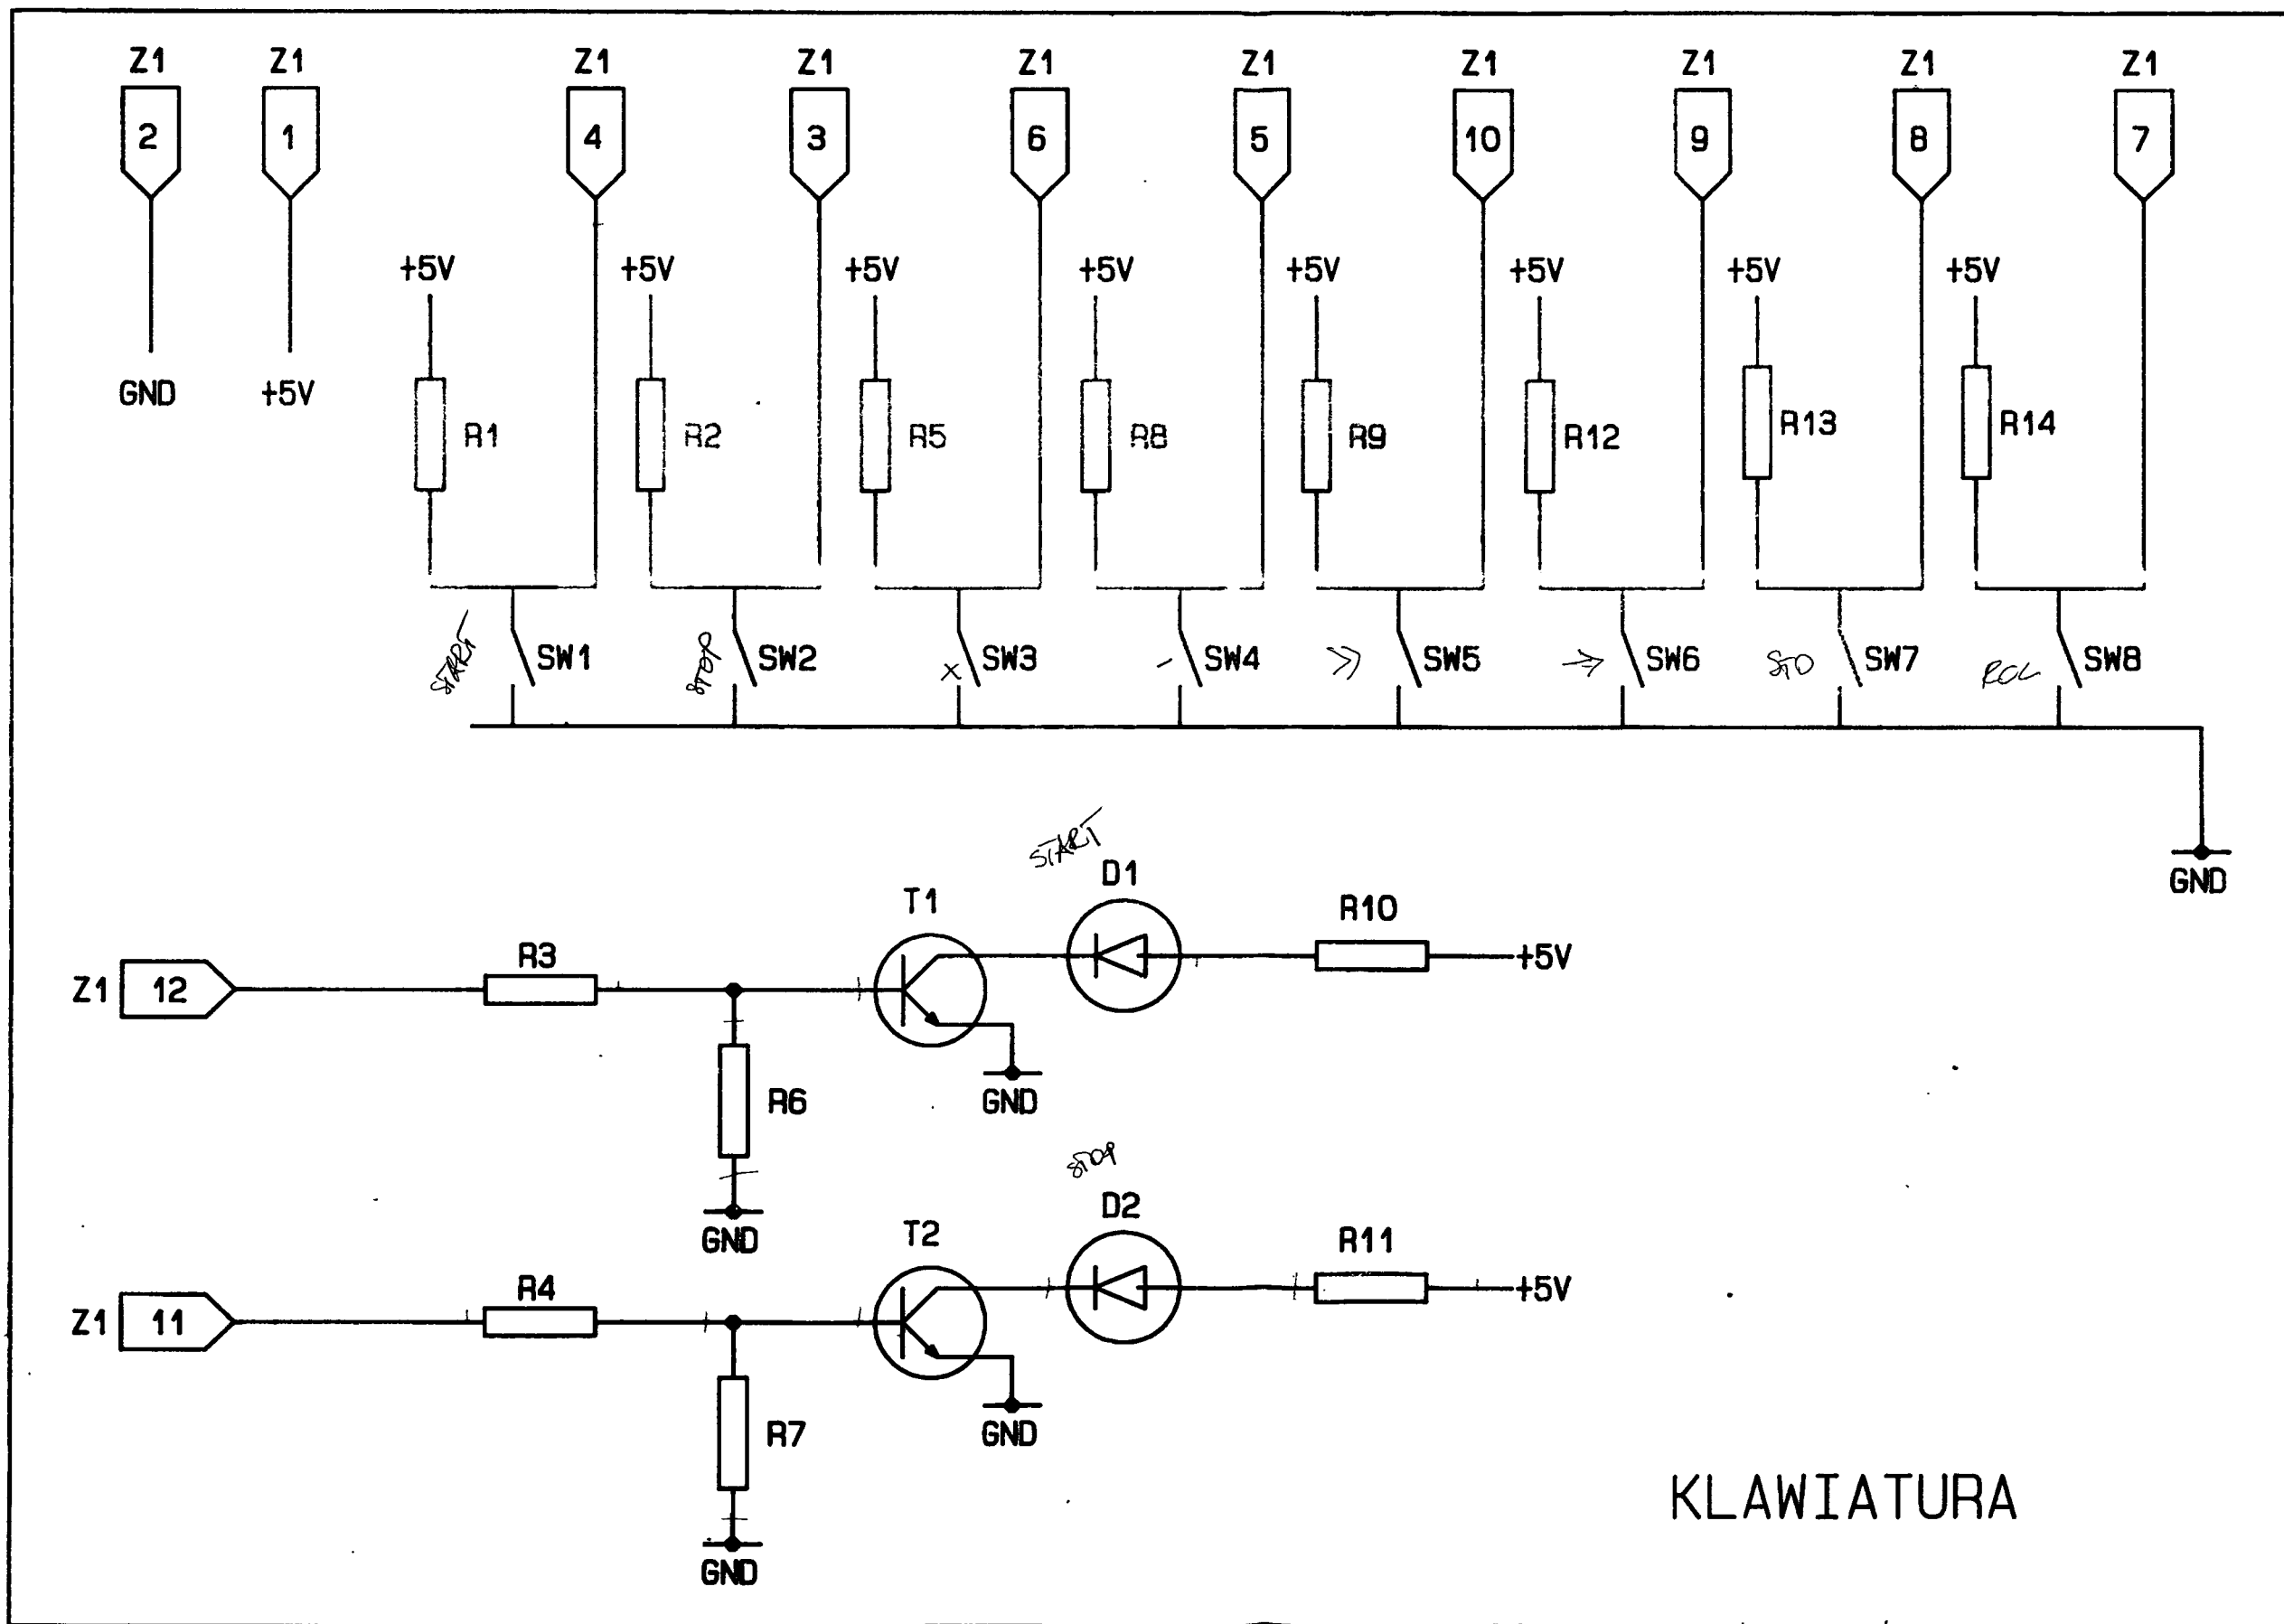 Z1 Z1 Z1 Z1 Z1 Z1 Z1 Z1 Z1 Z1
2 1 4 3 6 5 10 9 8 7
+5V +5V +5V +5V +5V +5V +5V +5V
GND +5V R1 R2 R5 R8 R9 R12 R13 R14
START SW1 STOP SW2 x SW3 - SW4 >> SW5 → SW6 STO SW7 RCL SW8
GND
START
T1 D1 R10
+5V
Z1 12 R3
R6 GND
GND
STOP
T2 D2 R11
+5V
Z1 11 R4
R7 GND
GND
KLAWIATURA